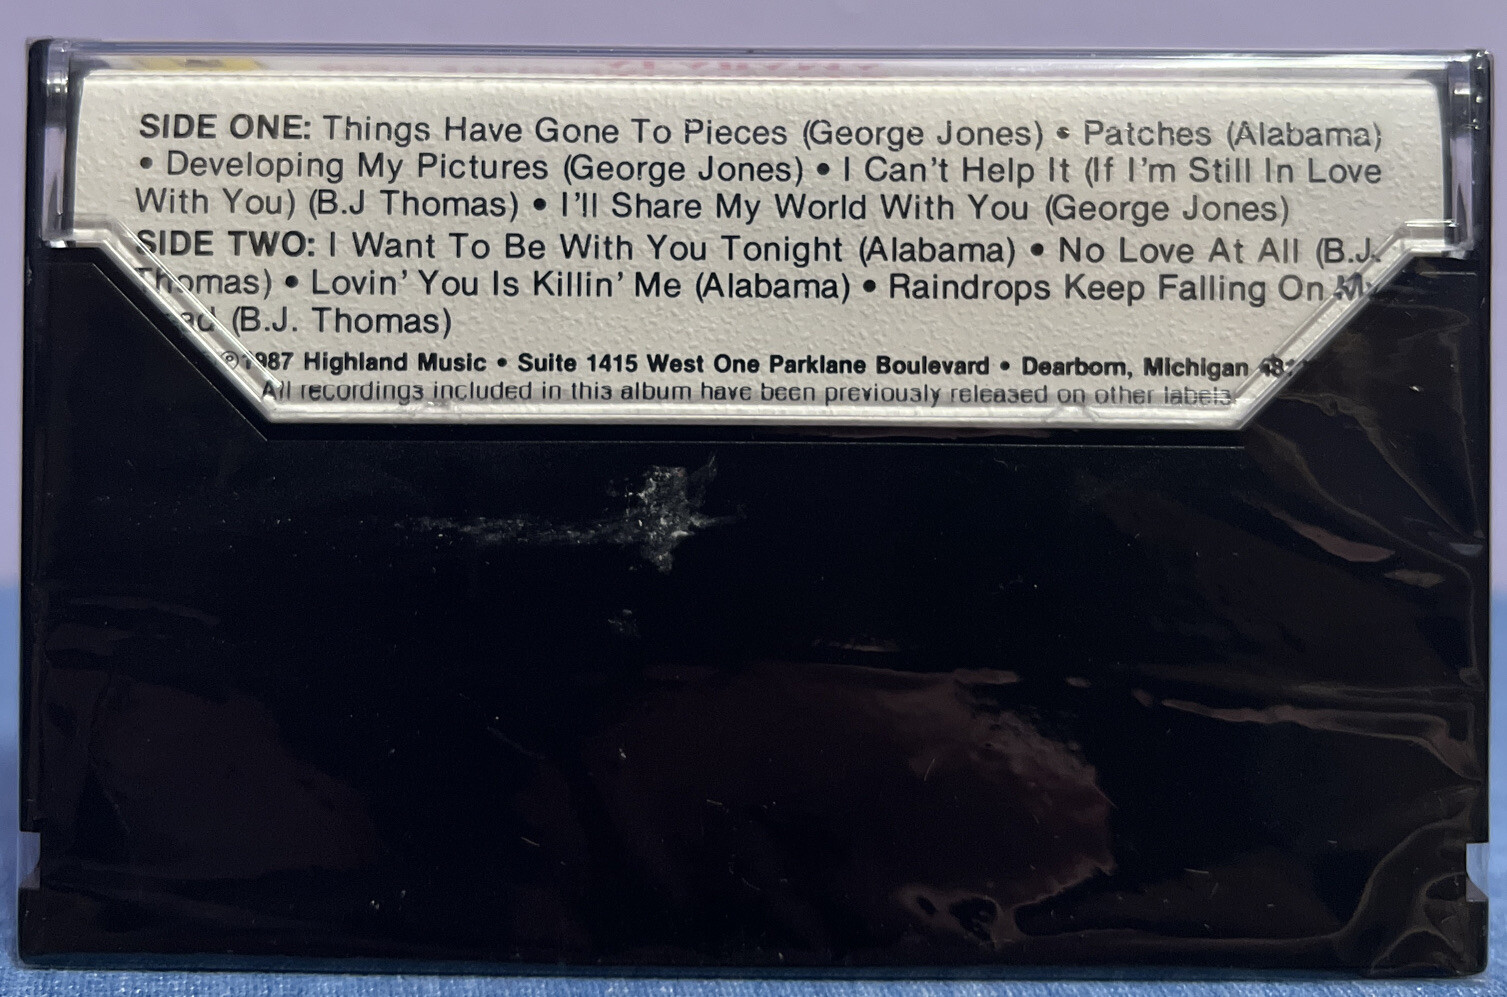 SIDE ONE: Things Have Gone To Pieces (George Jones) • Patches (Alabama)
• Developing My Pictures (George Jones) • I Can't Help It (If I'm Still In Love
With You) (B.J Thomas) • I'll Share My World With You (George Jones)
SIDE TWO: I Want To Be With You Tonight (Alabama) • No Love At All (B.J.
Thomas) • Lovin' You Is Killin' Me (Alabama) • Raindrops Keep Falling On My
(B.J. Thomas)
℗1987 Highland Music • Suite 1415 West One Parklane Boulevard • Dearborn, Michigan
All recordings included in this album have been previously released on other labels.